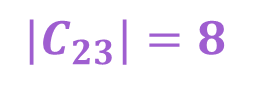 |C₂₃| = 8